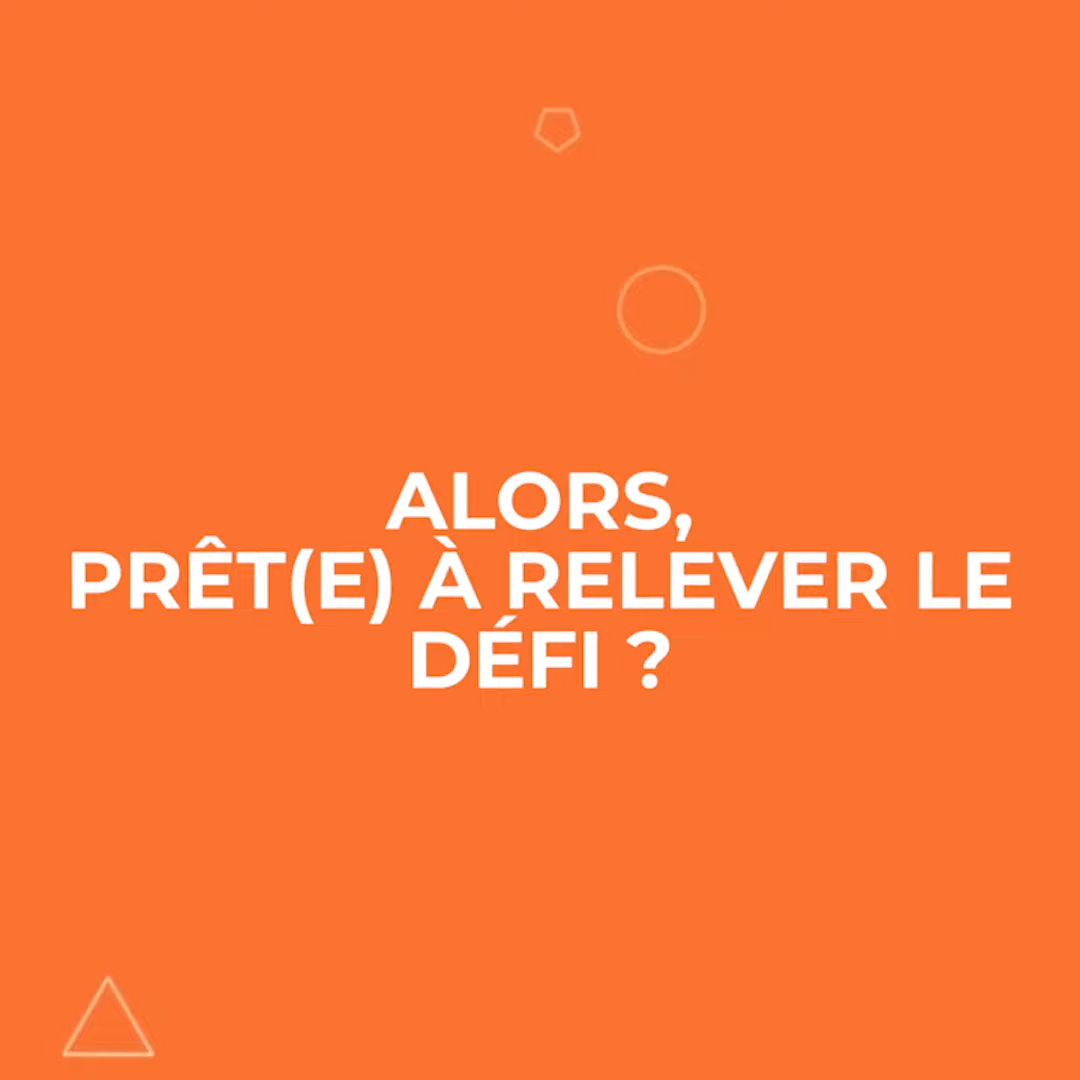 ALORS,
PRÊT(E) À RELEVER LE
DÉFI ?